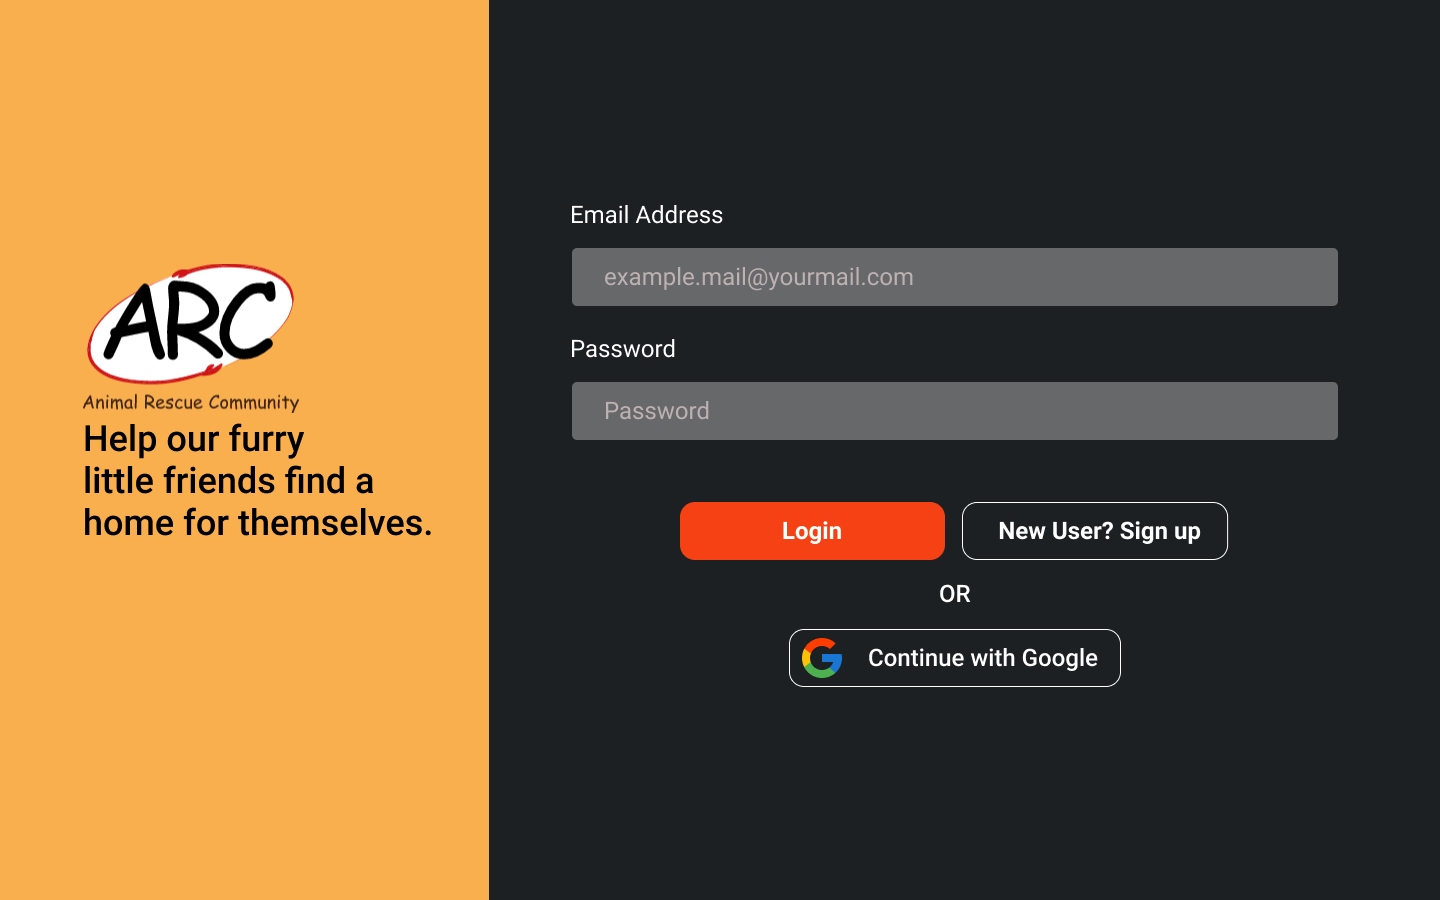 ARC
Animal Rescue Community
Help our furry
little friends find a
home for themselves.
Email Address
example.mail@yourmail.com
Password
Password
Login
New User? Sign up
OR
Continue with Google